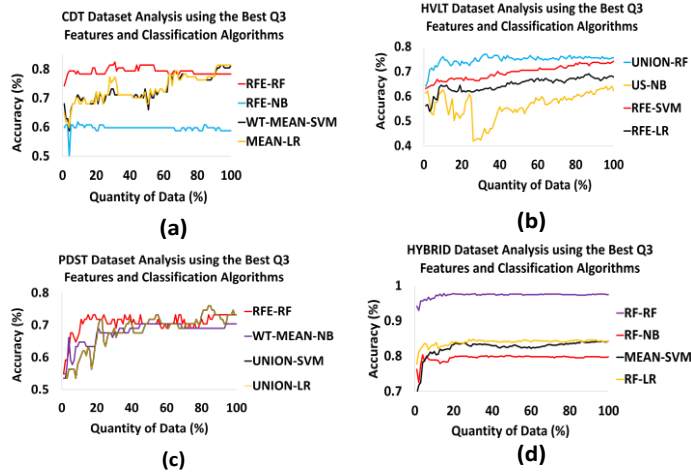 CDT Dataset Analysis using the Best Q3
Features and Classification Algorithms
Accuracy (%)
0.8
0.7
0.6
0.5
0 20 40 60 80 100
Quantity of Data (%)
RFE-RF
RFE-NB
WT-MEAN-SVM
MEAN-LR
(a)
HVLT Dataset Analysis using the Best Q3
Features and Classification Algorithms
Accuracy (%)
0.8
0.7
0.6
0.5
0.4
0 20 40 60 80 100
Quantity of Data (%)
UNION-RF
US-NB
RFE-SVM
RFE-LR
(b)
PDST Dataset Analysis using the Best Q3
Features and Classification Algorithms
Accuracy (%)
0.8
0.7
0.6
0.5
0 20 40 60 80 100
Quantity of Data (%)
RFE-RF
WT-MEAN-NB
UNION-SVM
UNION-LR
(c)
HYBRID Dataset Analysis using the Best Q3
Features and Classification Algorithms
Accuracy (%)
1
0.9
0.8
0.7
0 20 40 60 80 100
Quantity of Data (%)
RF-RF
RF-NB
MEAN-SVM
RF-LR
(d)